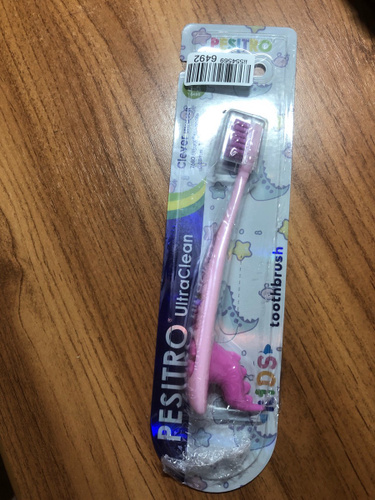 PESITRO
6492
Clever
PESITRO UltraClean
KIDS
toothbrush